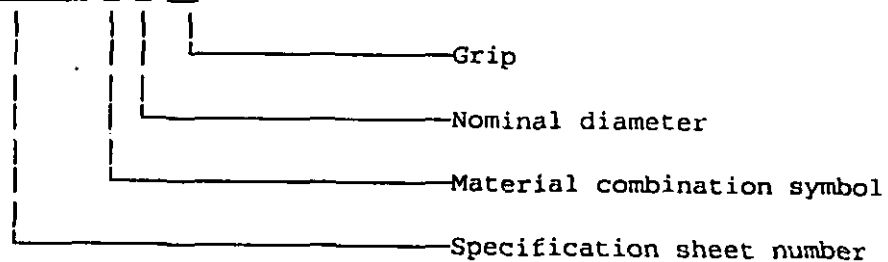 Grip
Nominal diameter
Material combination symbol
Specification sheet number